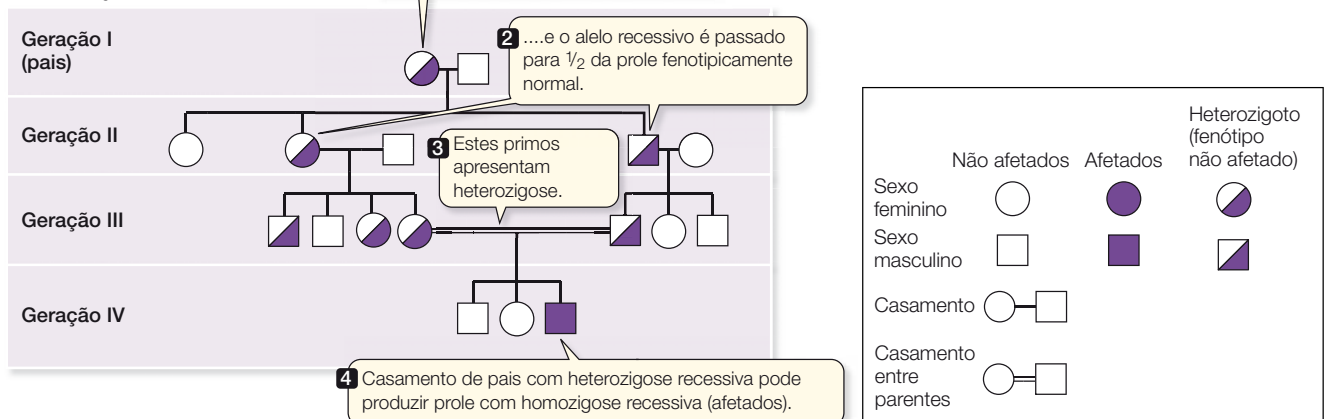 Geração I
(pais)
2 ....e o alelo recessivo é passado
para 1/2 da prole fenotipicamente
normal.
Geração II
3 Estes primos
apresentam
heterozigose.
Geração III
Geração IV
4 Casamento de pais com heterozigose recessiva pode
produzir prole com homozigose recessiva (afetados).
Não afetados
Afetados
Heterozigoto
(fenótipo
não afetado)
Sexo
feminino
Sexo
masculino
Casamento
Casamento
entre
parentes